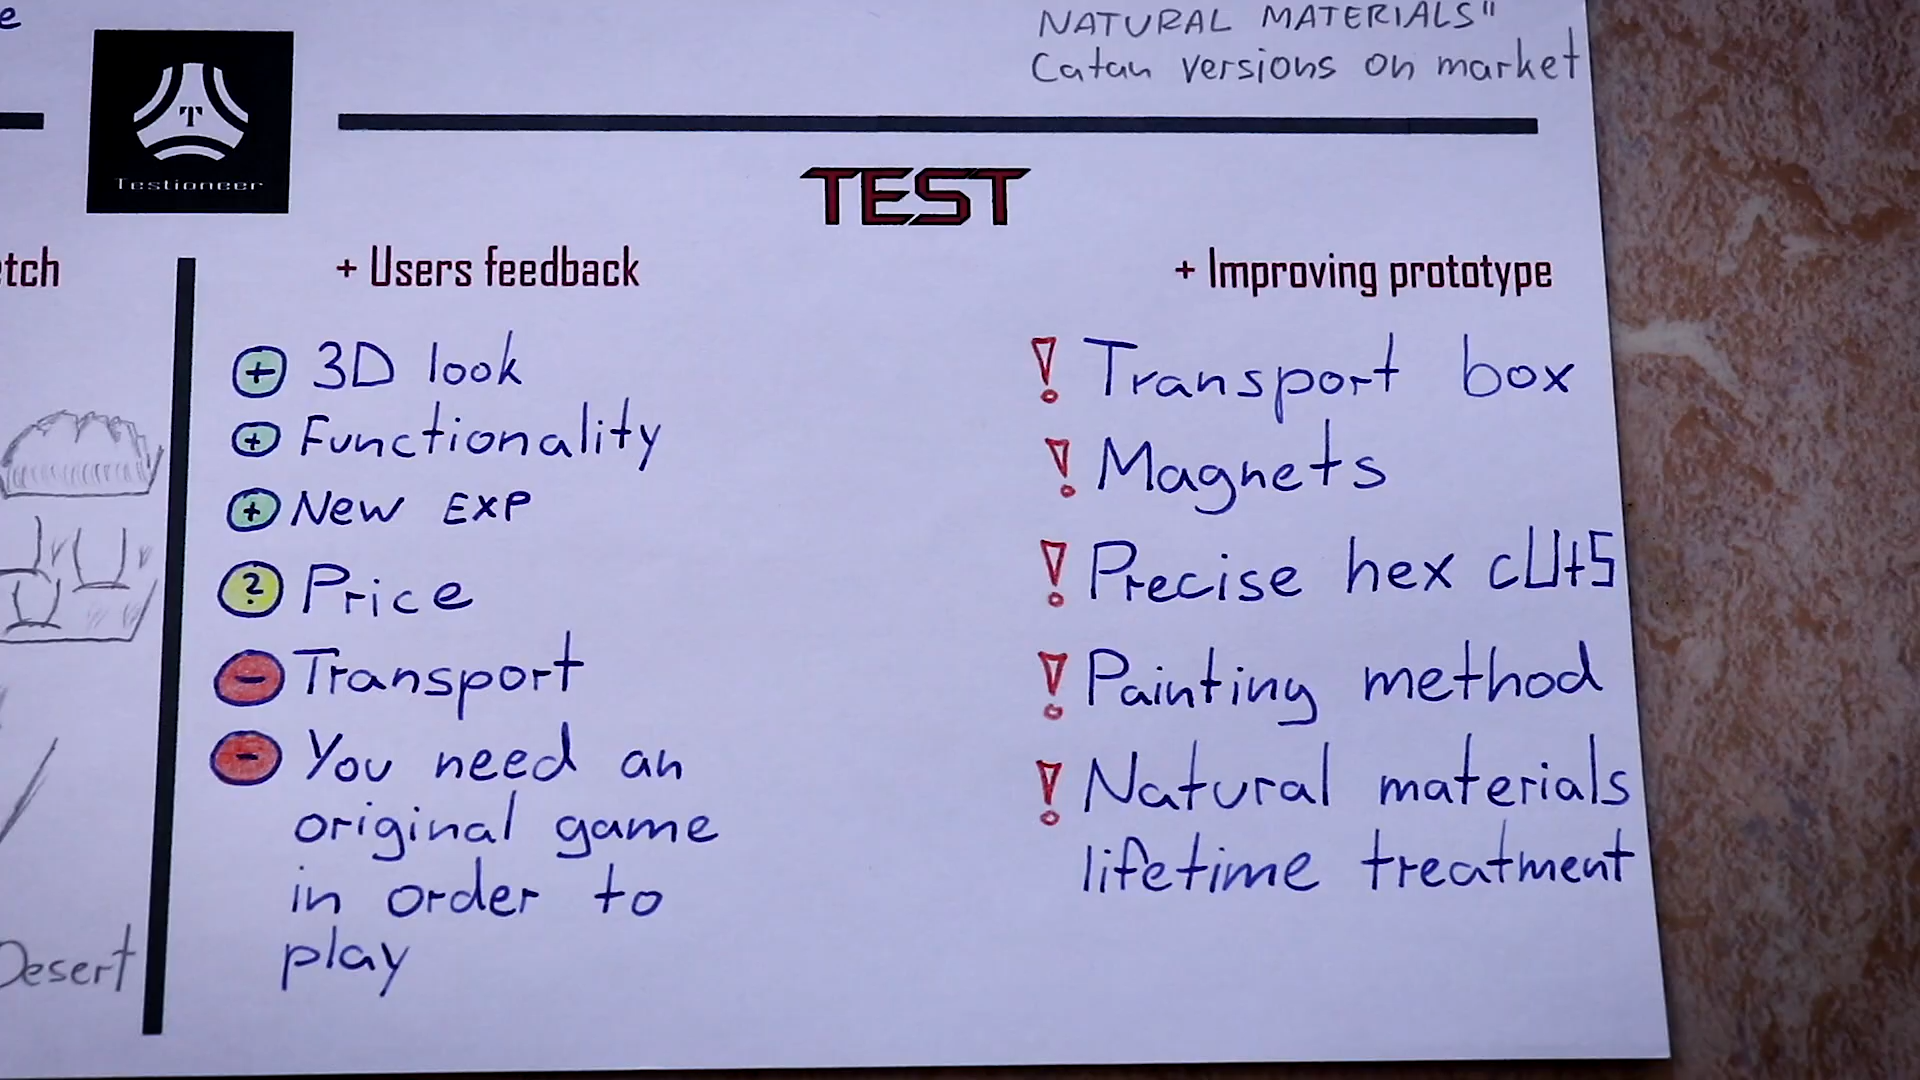 NATURAL MATERIALS"
Catan versions on market
T
Testioneer
TEST
+ Users feedback
3D look
Functionality
New EXP
? Price
Transport
You need an
original game
in order to
play
+ Improving prototype
! Transport box
! Magnets
! Precise hex cUtS
! Painting method
! Natural materials
lifetime treatment
Desert